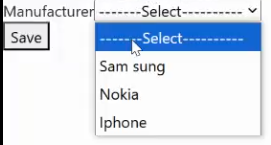 Manufacturer -------Select----------
Save
-------Select----------
Sam sung
Nokia
Iphone